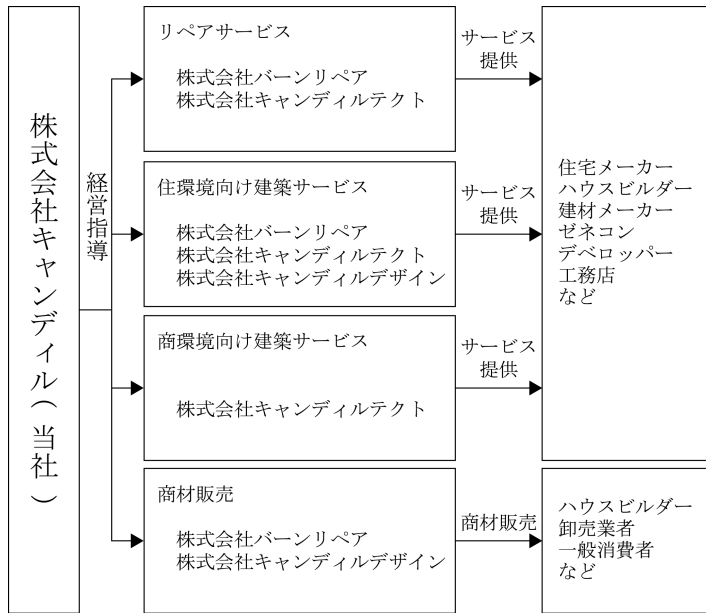 株式会社キャンディル(当社)
経営指導
リペアサービス
株式会社バーンリペア
株式会社キャンディルテクト
サービス
提供
住環境向け建築サービス
株式会社バーンリペア
株式会社キャンディルテクト
株式会社キャンディルデザイン
サービス
提供
商環境向け建築サービス
株式会社キャンディルテクト
サービス
提供
住宅メーカー
ハウスビルダー
建材メーカー
ゼネコン
デベロッパー
工務店
など
商材販売
株式会社バーンリペア
株式会社キャンディルデザイン
商材販売
ハウスビルダー
卸売業者
一般消費者
など